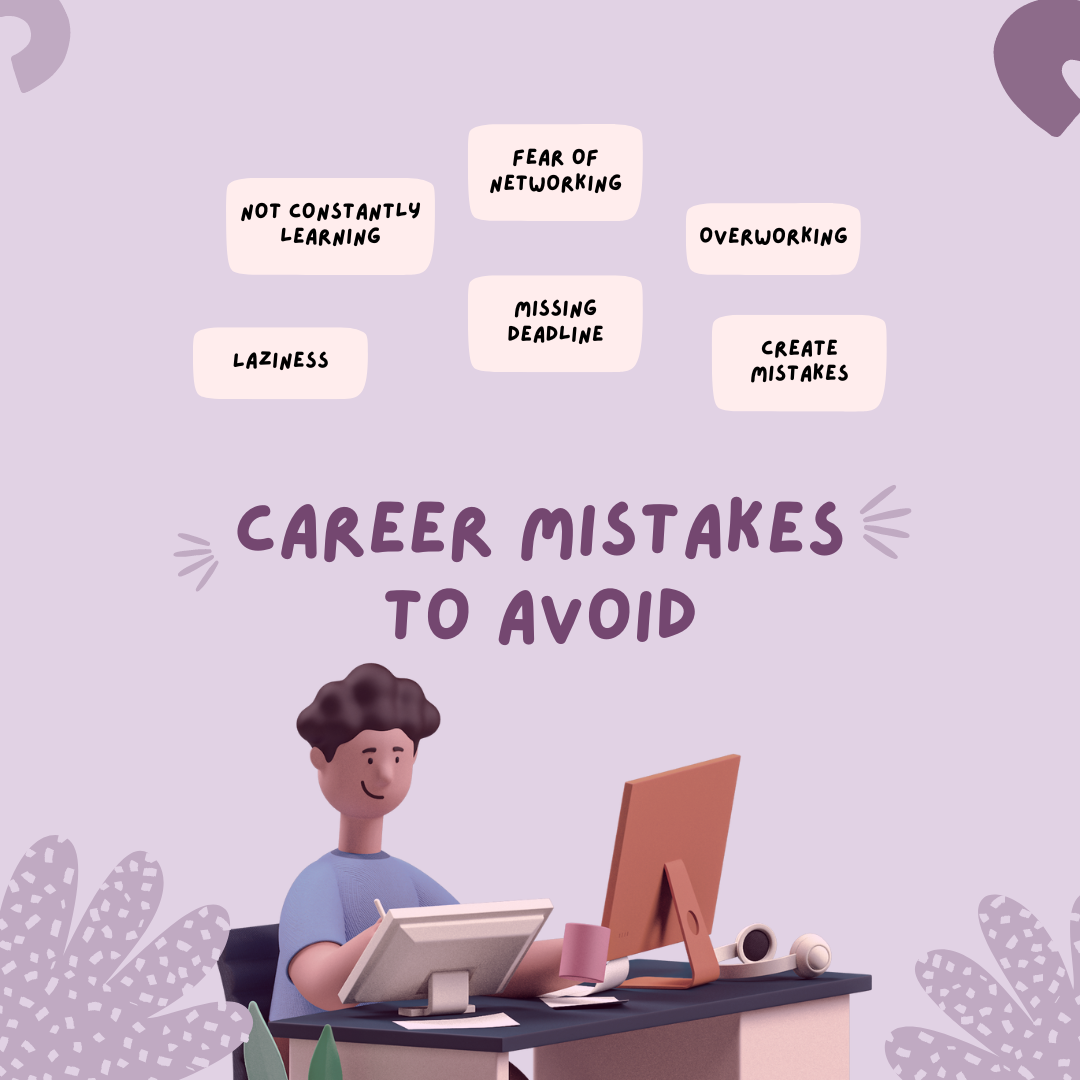 FEAR OF
NETWORKING
NOT CONSTANTLY
LEARNING
OVERWORKING
MISSING
DEADLINE
LAZINESS
CREATE
MISTAKES
CAREER MISTAKES
TO AVOID